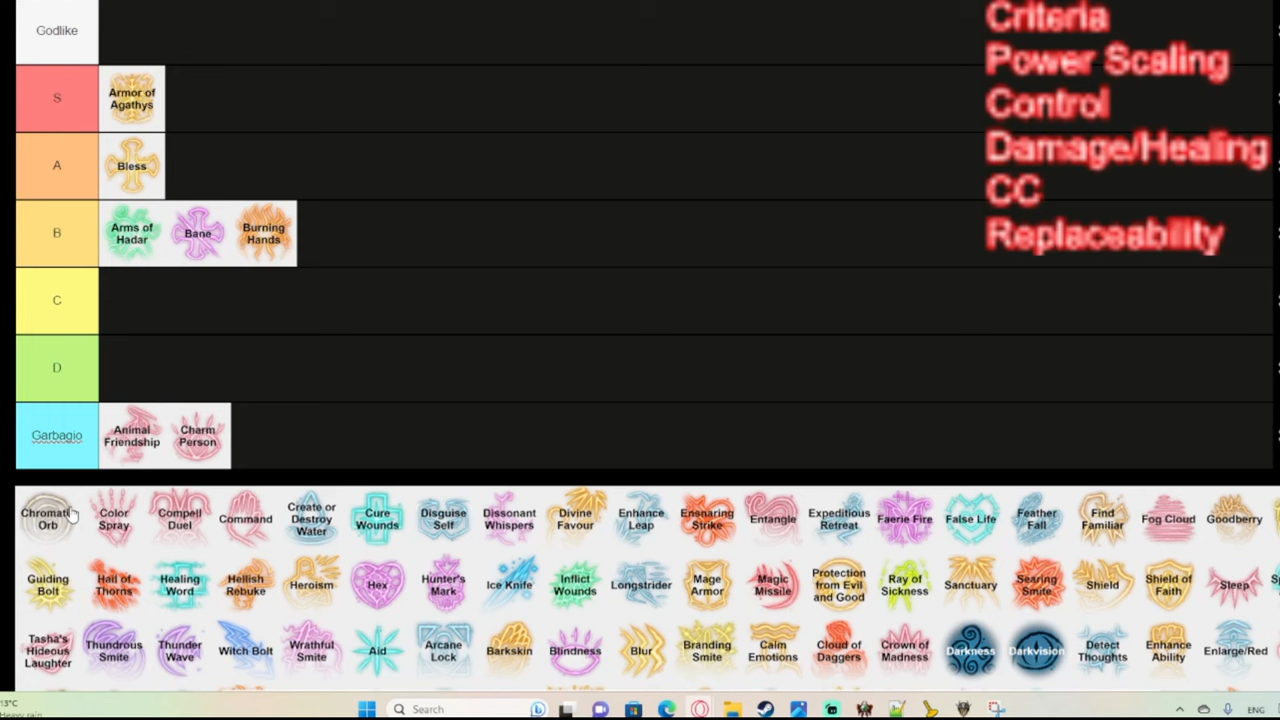 Godlike
S
Armor of
Agathys
A
Bless
B
Arms of
Hadar
Bane
Burning
Hands
C
D
Garbagio
Animal
Friendship
Charm
Person
Criteria
Power Scaling
Control
Damage/Healing
CC
Replaceability
Chromatic
Orb
Color
Spray
Compell
Duel
Command
Create or
Destroy
Water
Cure
Wounds
Disguise
Self
Dissonant
Whispers
Divine
Favour
Enhance
Leap
Ensnaring
Strike
Entangle
Expeditious
Retreat
Faerie Fire
False Life
Feather
Fall
Find
Familiar
Fog Cloud
Goodberry
Guiding
Bolt
Hail of
Thorns
Healing
Word
Hellish
Rebuke
Heroism
Hex
Hunter's
Mark
Ice Knife
Inflict
Wounds
Longstrider
Mage
Armor
Magic
Missile
Protection
from Evil
and Good
Ray of
Sickness
Sanctuary
Searing
Smite
Shield
Shield of
Faith
Sleep
Tasha's
Hideous
Laughter
Thundrous
Smite
Thunder
Wave
Witch Bolt
Wrathful
Smite
Aid
Arcane
Lock
Barkskin
Blindness
Blur
Branding
Smite
Calm
Emotions
Cloud of
Daggers
Crown of
Madness
Darkness
Darkvision
Detect
Thoughts
Enhance
Ability
Enlarge/Red
13°C
Heavy rain
Search
ENG